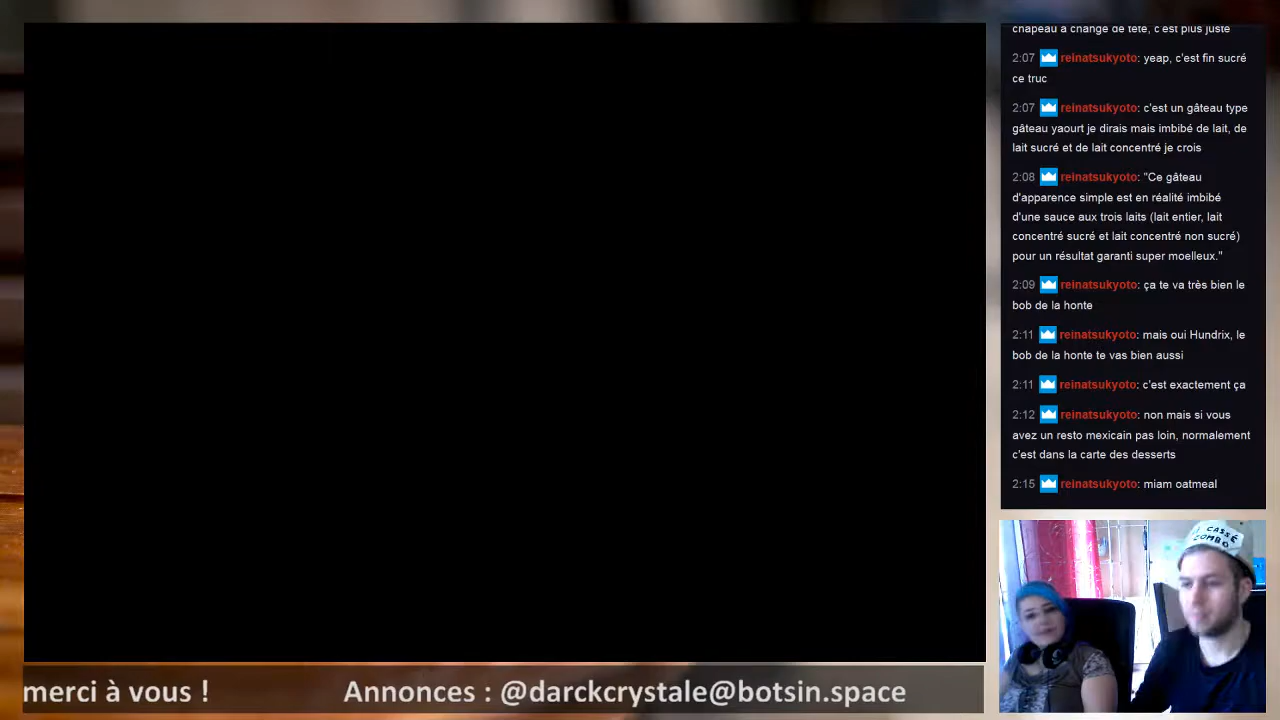 chapeau a changé de tête, c'est plus juste
2:07 reinatsukyoto: yeap, c'est fin sucré
ce truc
2:07 reinatsukyoto: c'est un gâteau type
gâteau yaourt je dirais mais imbibé de lait, de
lait sucré et de lait concentré je crois
2:08 reinatsukyoto: "Ce gâteau
d'apparence simple est en réalité imbibé
d'une sauce aux trois laits (lait entier, lait
concentré sucré et lait concentré non sucré)
pour un résultat garanti super moelleux."
2:09 reinatsukyoto: ça te va très bien le
bob de la honte
2:11 reinatsukyoto: mais oui Hundrix, le
bob de la honte te vas bien aussi
2:11 reinatsukyoto: c'est exactement ça
2:12 reinatsukyoto: non mais si vous
avez un resto mexicain pas loin, normalement
c'est dans la carte des desserts
2:15 reinatsukyoto: miam oatmeal
CASSÉ
COMBO
merci à vous ! Annonces : @darckcrystale@botsin.space